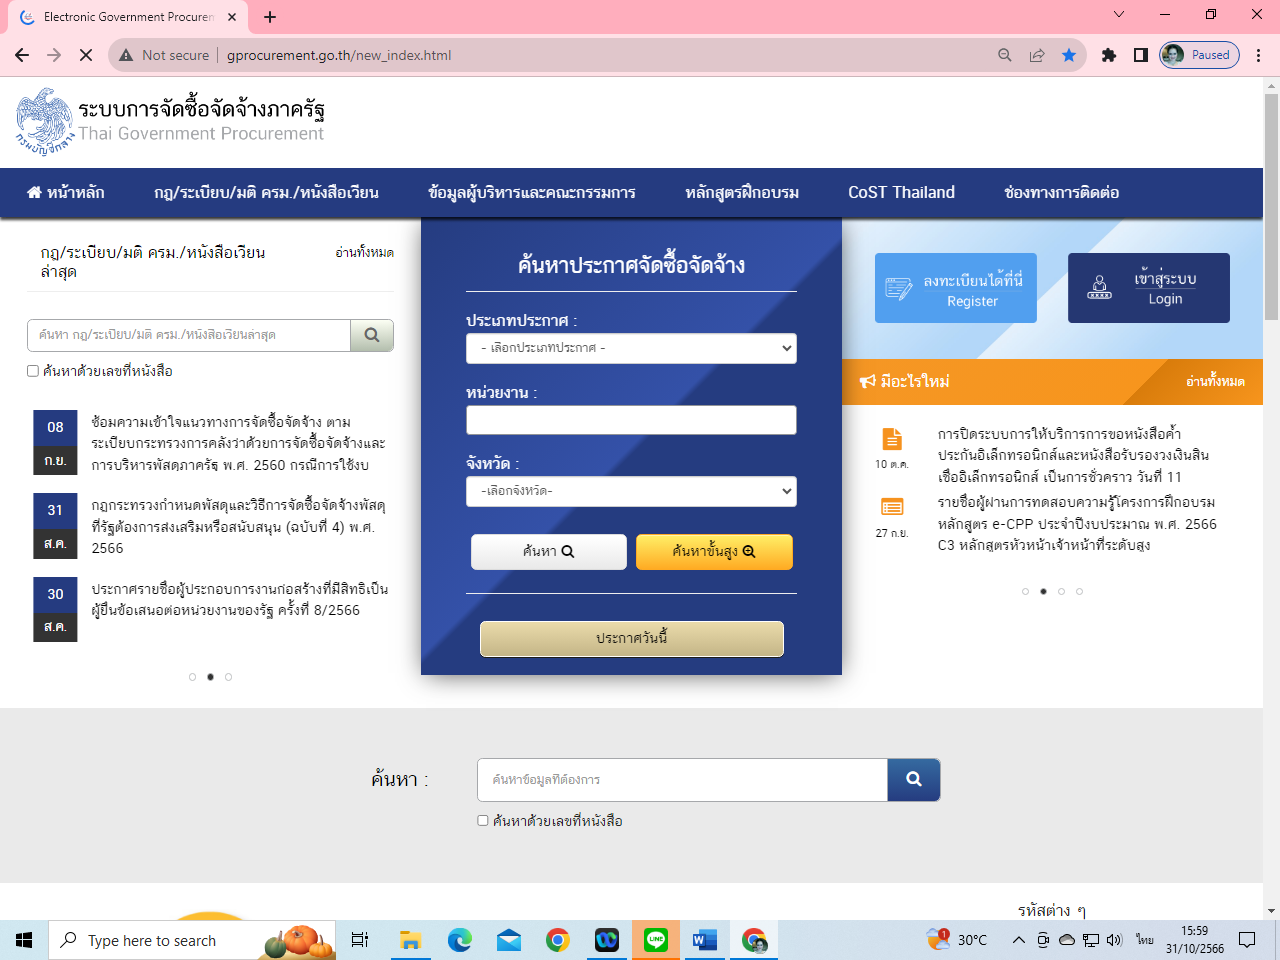 Electronic Government Procurem
Not secure
gprocurement.go.th/new_index.html
Paused
กรมบัญชีกลาง
ระบบการจัดซื้อจัดจ้างภาครัฐ
Thai Government Procurement
หน้าหลัก
กฎ/ระเบียบ/มติ ครม./หนังสือเวียน
ข้อมูลผู้บริหารและคณะกรรมการ
หลักสูตรฝึกอบรม
CoST Thailand
ช่องทางการติดต่อ
กฎ/ระเบียบ/มติ ครม./หนังสือเวียน
ล่าสุด
อ่านทั้งหมด
ค้นหา กฎ/ระเบียบ/มติ ครม./หนังสือเวียนล่าสุด
ค้นหาด้วยเลขที่หนังสือ
08
ก.ย.
ซ้อมความเข้าใจแนวทางการจัดซื้อจัดจ้าง ตาม
ระเบียบกระทรวงการคลังว่าด้วยการจัดซื้อจัดจ้างและ
การบริหารพัสดุภาครัฐ พ.ศ. 2560 กรณีการใช้งบ
31
ส.ค.
กฎกระทรวงกำหนดพัสดุและวิธีการจัดซื้อจัดจ้างพัสดุ
ที่รัฐต้องการส่งเสริมหรือสนับสนุน (ฉบับที่ 4) พ.ศ.
2566
30
ส.ค.
ประกาศรายชื่อผู้ประกอบการงานก่อสร้างที่มีสิทธิเป็น
ผู้ยื่นข้อเสนอต่อหน่วยงานของรัฐ ครั้งที่ 8/2566
ค้นหาประกาศจัดซื้อจัดจ้าง
ประเภทประกาศ :
- เลือกประเภทประกาศ -
หน่วยงาน :
จังหวัด :
-เลือกจังหวัด-
ค้นหา
ค้นหาขั้นสูง
ประกาศวันนี้
ลงทะเบียนได้ที่นี่
Register
เข้าสู่ระบบ
Login
มีอะไรใหม่
อ่านทั้งหมด
10 ต.ค.
การปิดระบบการให้บริการการขอหนังสือค้ำ
ประกันอิเล็กทรอนิกส์และหนังสือรับรองวงเงินสิน
เชื่ออิเล็กทรอนิกส์ เป็นการชั่วคราว วันที่ 11
27 ก.ย.
รายชื่อผู้ผ่านการทดสอบความรู้โครงการฝึกอบรม
หลักสูตร e-CPP ประจำปีงบประมาณ พ.ศ. 2566
C3 หลักสูตรหัวหน้าเจ้าหน้าที่ระดับสูง
ค้นหา :
ค้นหาข้อมูลที่ต้องการ
ค้นหาด้วยเลขที่หนังสือ
รหัสต่าง ๆ
Type here to search
LINE
1
30°C
ไทย
15:59
31/10/2566